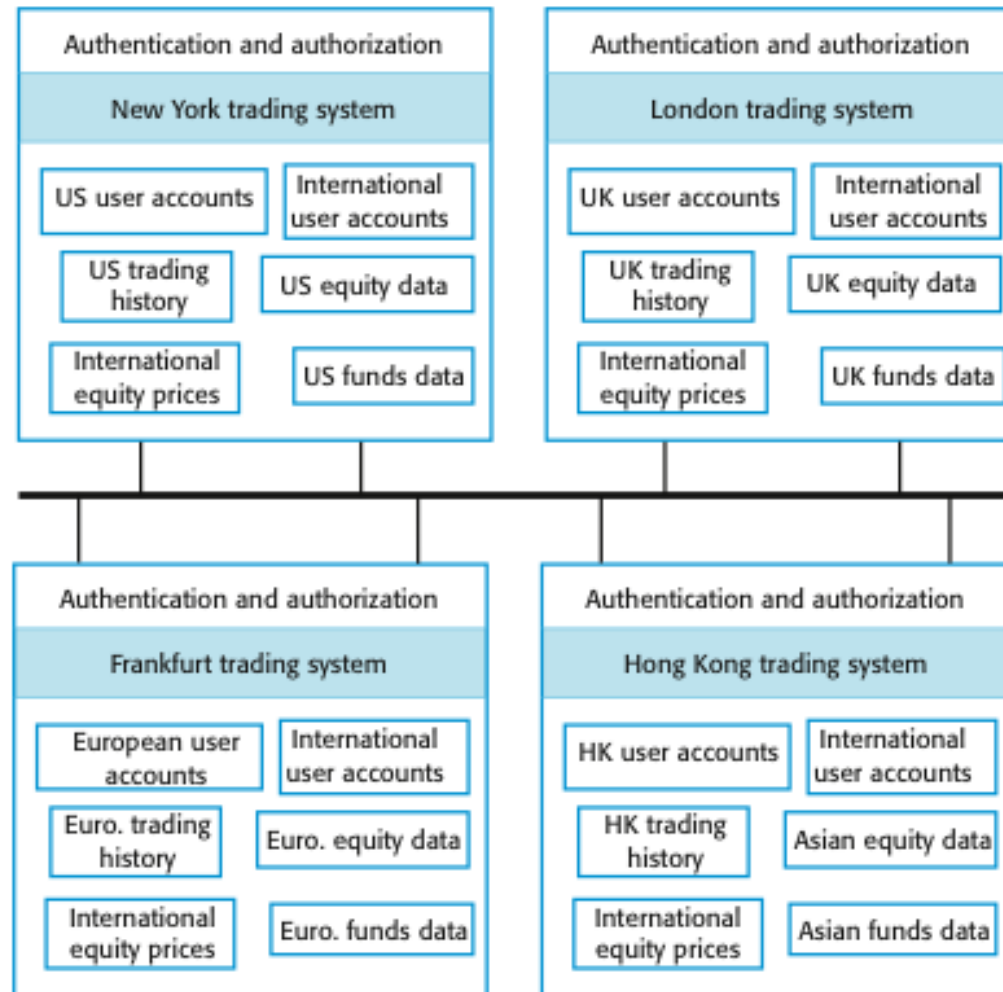 Authentication and authorization
New York trading system
US user accounts
International
user accounts
US trading
history
US equity data
International
equity prices
US funds data
Authentication and authorization
London trading system
UK user accounts
International
user accounts
UK trading
history
UK equity data
International
equity prices
UK funds data
Authentication and authorization
Frankfurt trading system
European user
accounts
International
user accounts
Euro. trading
history
Euro. equity data
International
equity prices
Euro. funds data
Authentication and authorization
Hong Kong trading system
HK user accounts
International
user accounts
HK trading
history
Asian equity data
International
equity prices
Asian funds data